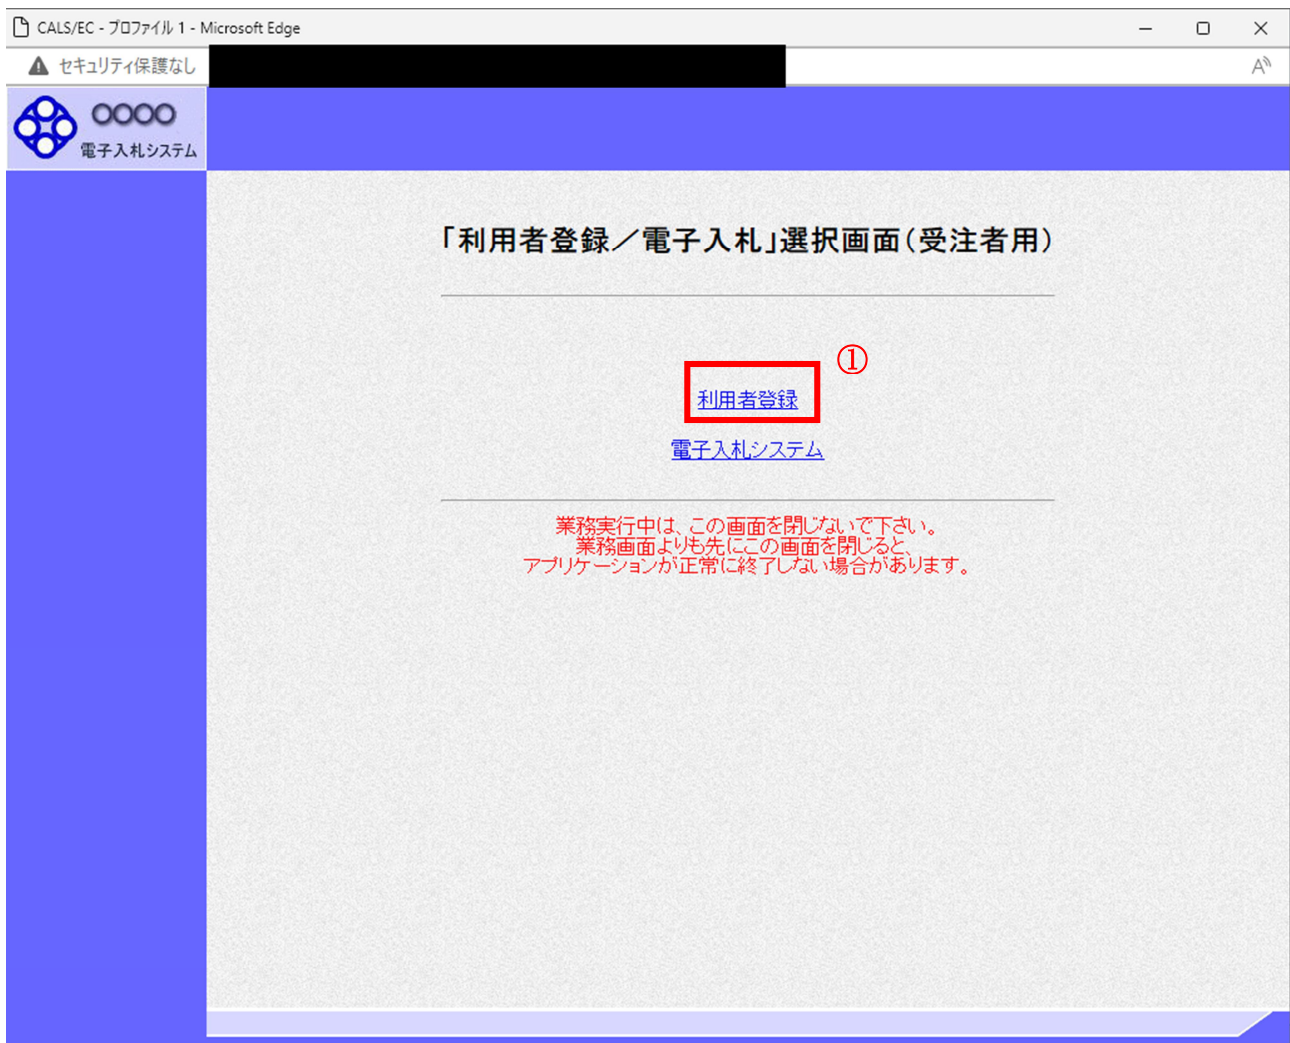 CALS/EC - プロファイル 1 - Microsoft Edge
セキュリティ保護なし
○○○○
電子入札システム
「利用者登録／電子入札」選択画面（受注者用）
①
利用者登録
電子入札システム
業務実行中は、この画面を閉じないで下さい。
業務画面よりも先にこの画面を閉じると、
アプリケーションが正常に終了しない場合があります。